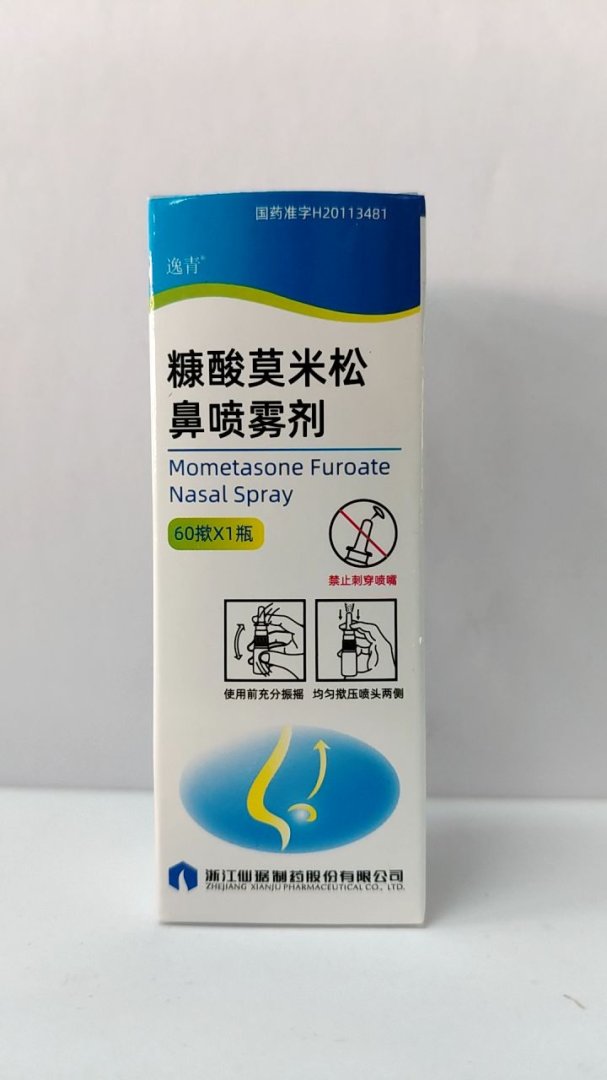 国药准字H20113481
逸青®
糠酸莫米松
鼻喷雾剂
Mometasone Furoate
Nasal Spray
60揿X1瓶
禁止刺穿喷嘴
使用前充分振摇 均匀揿压喷头两侧
浙江仙琚制药股份有限公司
ZHEJIANG XIANJU PHARMACEUTICAL CO., LTD.